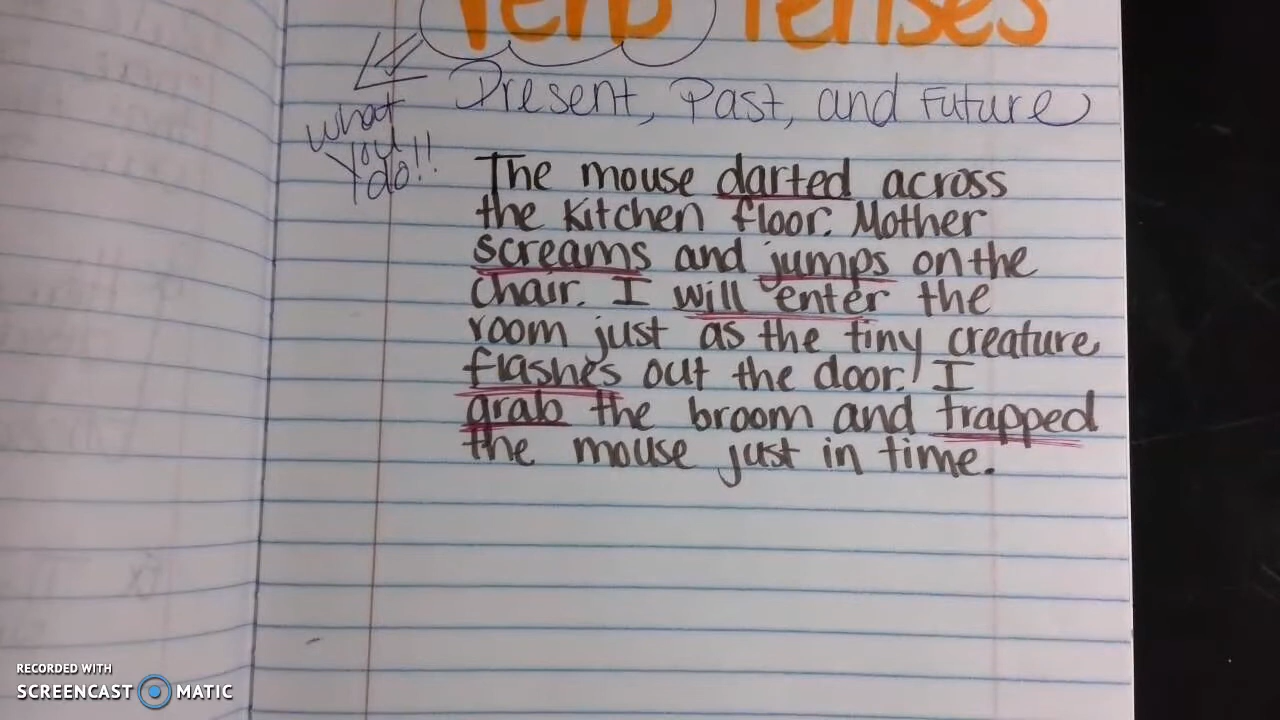 Verb Tenses
Present, Past, and Future
what
you
do!!
The mouse darted across
the kitchen floor. Mother
screams and jumps on the
chair. I will enter the
room just as the tiny creature
flashes out the door. I
grab the broom and trapped
the mouse just in time.
RECORDED WITH
SCREENCAST MATIC